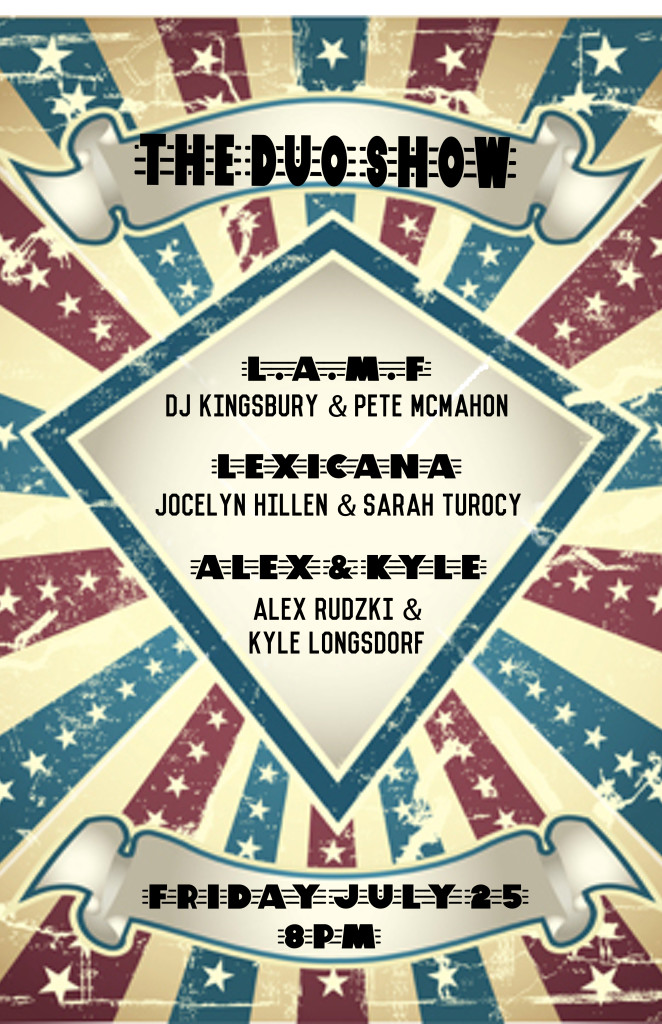 THE DUO SHOW
L.A.M.F
DJ KINGSBURY & PETE MCMAHON
LEXICANA
JOCELYN HILLEN & SARAH TUROCY
ALEX & KYLE
ALEX RUDZKI &
KYLE LONGSDORF
FRIDAY JULY 25
8PM